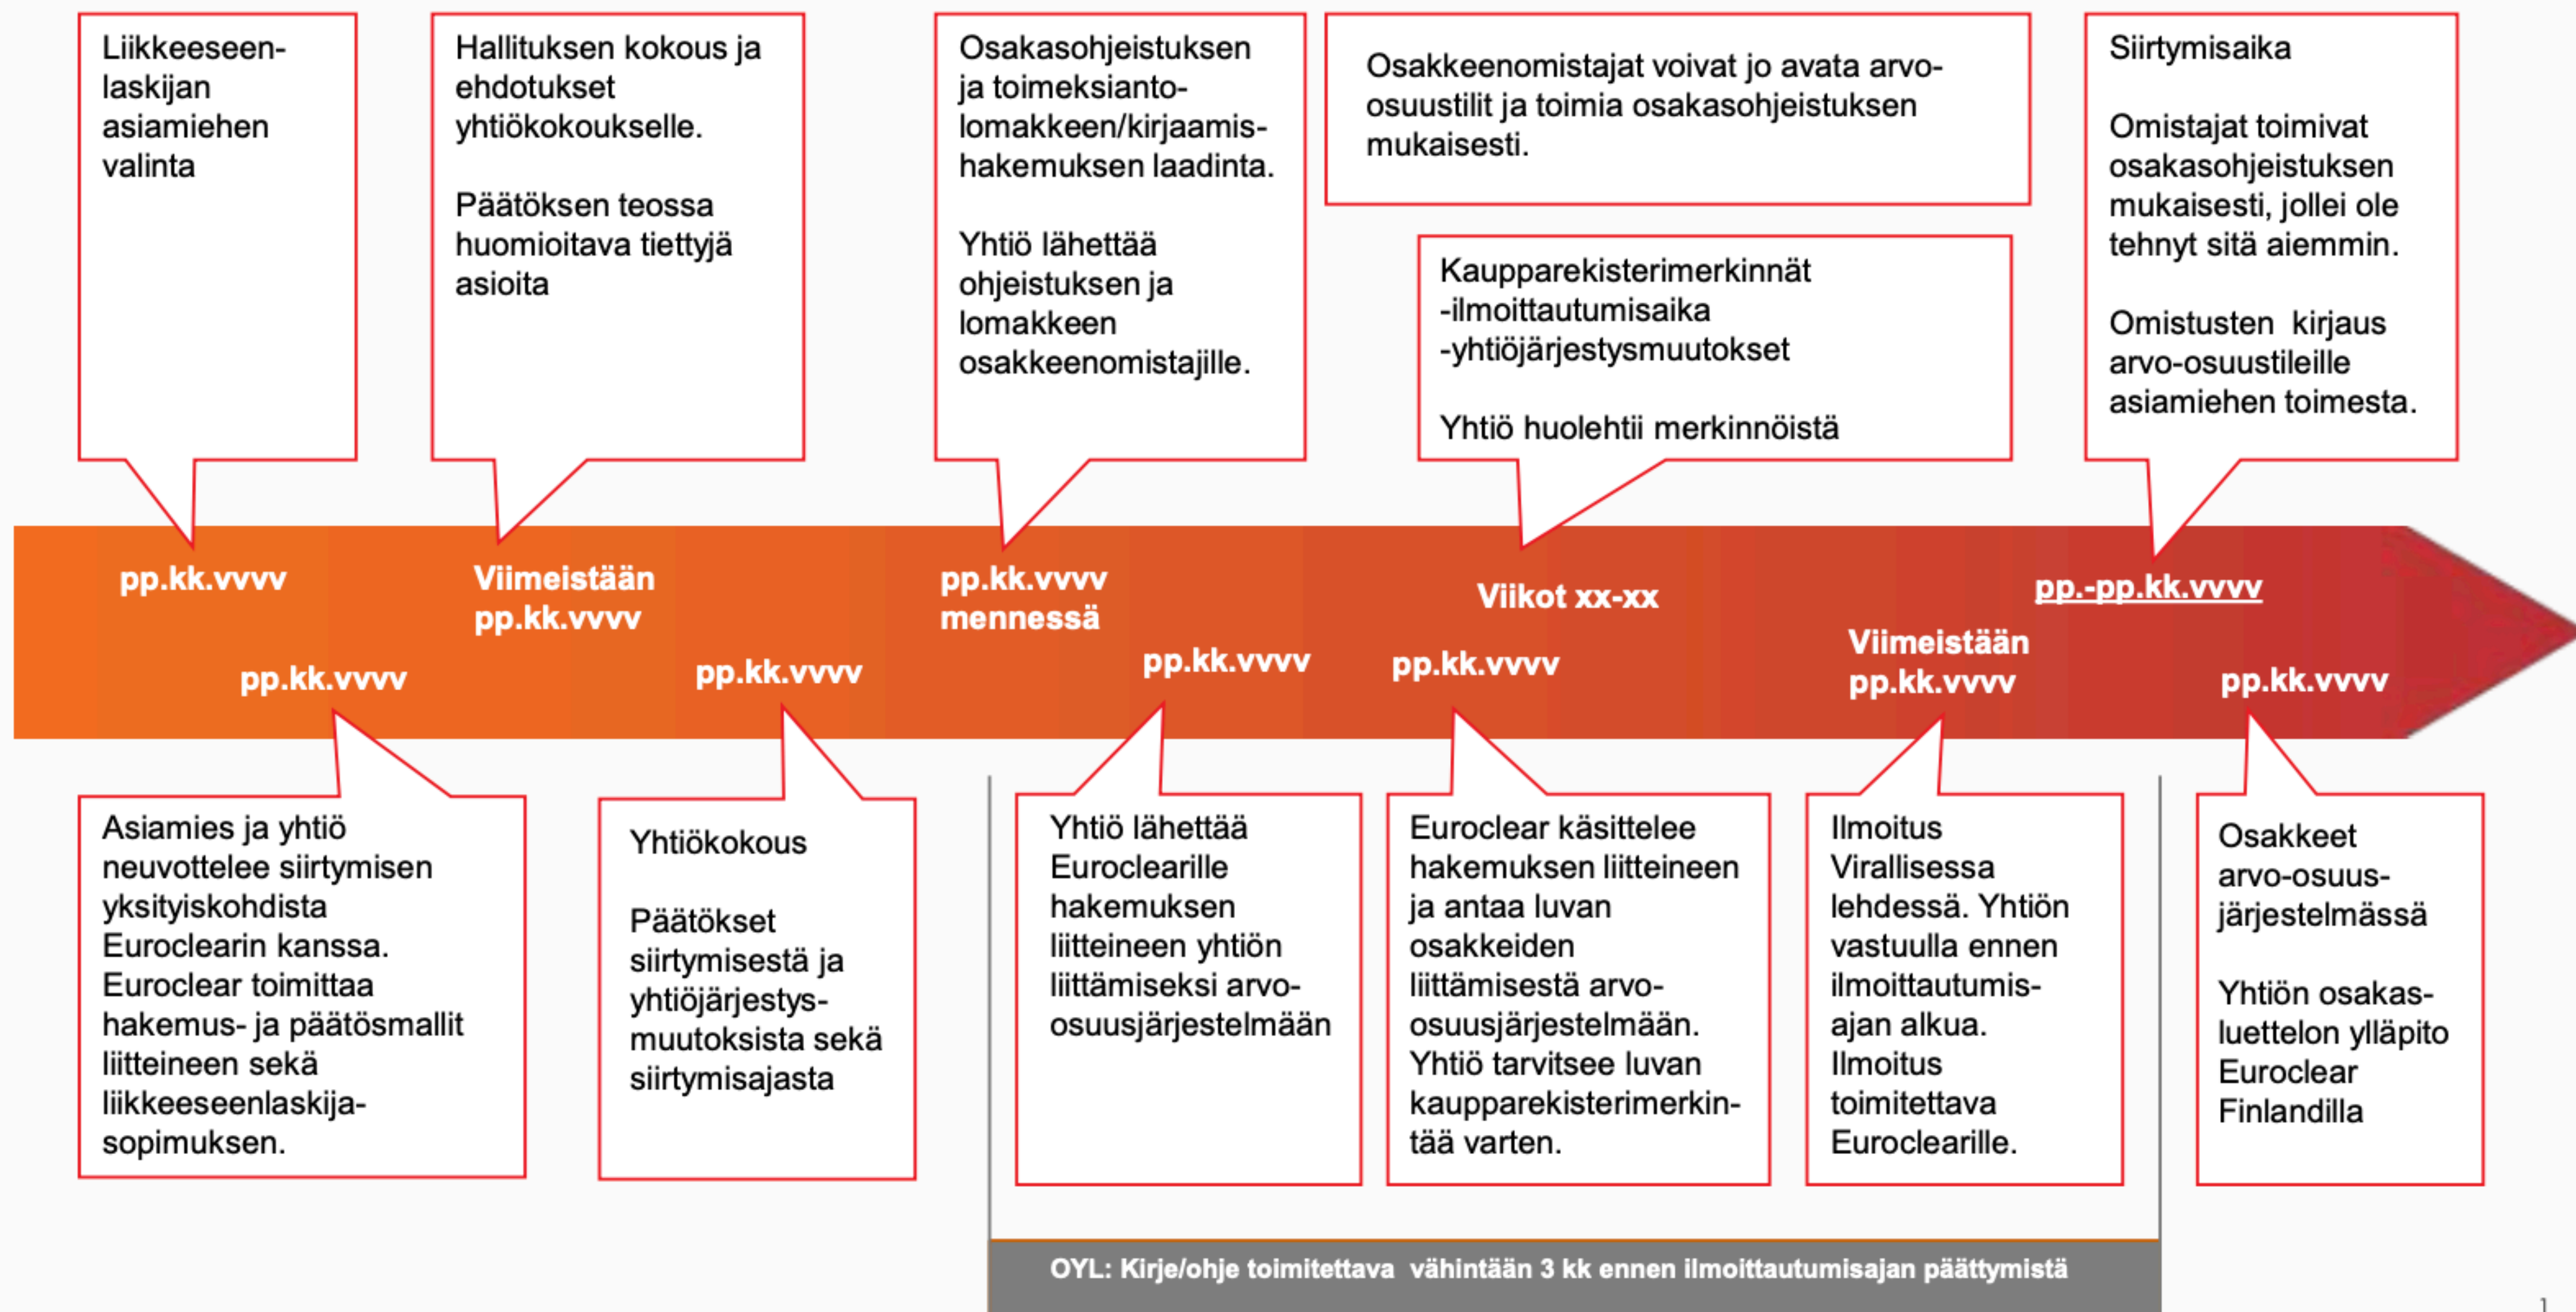 Liikkeeseen-
laskijan
asiamiehen
valinta
Hallituksen kokous ja
ehdotukset
yhtiökokoukselle.
Päätöksen teossa
huomioitava tiettyjä
asioita
Osakasohjeistuksen
ja toimeksianto-
lomakkeen/kirjaamis-
hakemuksen laadinta.
Yhtiö lähettää
ohjeistuksen ja
lomakkeen
osakkeenomistajille.
Osakkeenomistajat voivat jo avata arvo-
osuustilit ja toimia osakasohjeistuksen
mukaisesti.
Kaupparekisterimerkinnät
-ilmoittautumisaika
-yhtiöjärjestysmuutokset
Yhtiö huolehtii merkinnöistä
Siirtymisaika
Omistajat toimivat
osakasohjeistuksen
mukaisesti, jollei ole
tehnyt sitä aiemmin.
Omistusten  kirjaus
arvo-osuustileille
asiamiehen toimesta.
pp.kk.vvvv
Viimeistään
pp.kk.vvvv
pp.kk.vvvv
mennessä
Viikot xx-xx
pp.-pp.kk.vvvv
pp.kk.vvvv
pp.kk.vvvv
pp.kk.vvvv
pp.kk.vvvv
Viimeistään
pp.kk.vvvv
pp.kk.vvvv
Asiamies ja yhtiö
neuvottelee siirtymisen
yksityiskohdista
Euroclearin kanssa.
Euroclear toimittaa
hakemus- ja päätösmallit
liitteineen sekä
liikkeeseenlaskija-
sopimuksen.
Yhtiökokous
Päätökset
siirtymisestä ja
yhtiöjärjestys-
muutoksista sekä
siirtymisajasta
Yhtiö lähettää
Euroclearille
hakemuksen
liitteineen yhtiön
liittämiseksi arvo-
osuusjärjestelmään
Euroclear käsittelee
hakemuksen liitteineen
ja antaa luvan
osakkeiden
liittämisestä arvo-
osuusjärjestelmään.
Yhtiö tarvitsee luvan
kaupparekisterimerkin-
tää varten.
Ilmoitus
Virallisessa
lehdessä. Yhtiön
vastuulla ennen
ilmoittautumis-
ajan alkua.
Ilmoitus
toimitettava
Euroclearille.
Osakkeet
arvo-osuus-
järjestelmässä
Yhtiön osakas-
luettelon ylläpito
Euroclear
Finlandilla
OYL: Kirje/ohje toimitettava  vähintään 3 kk ennen ilmoittautumisajan päättymistä
1